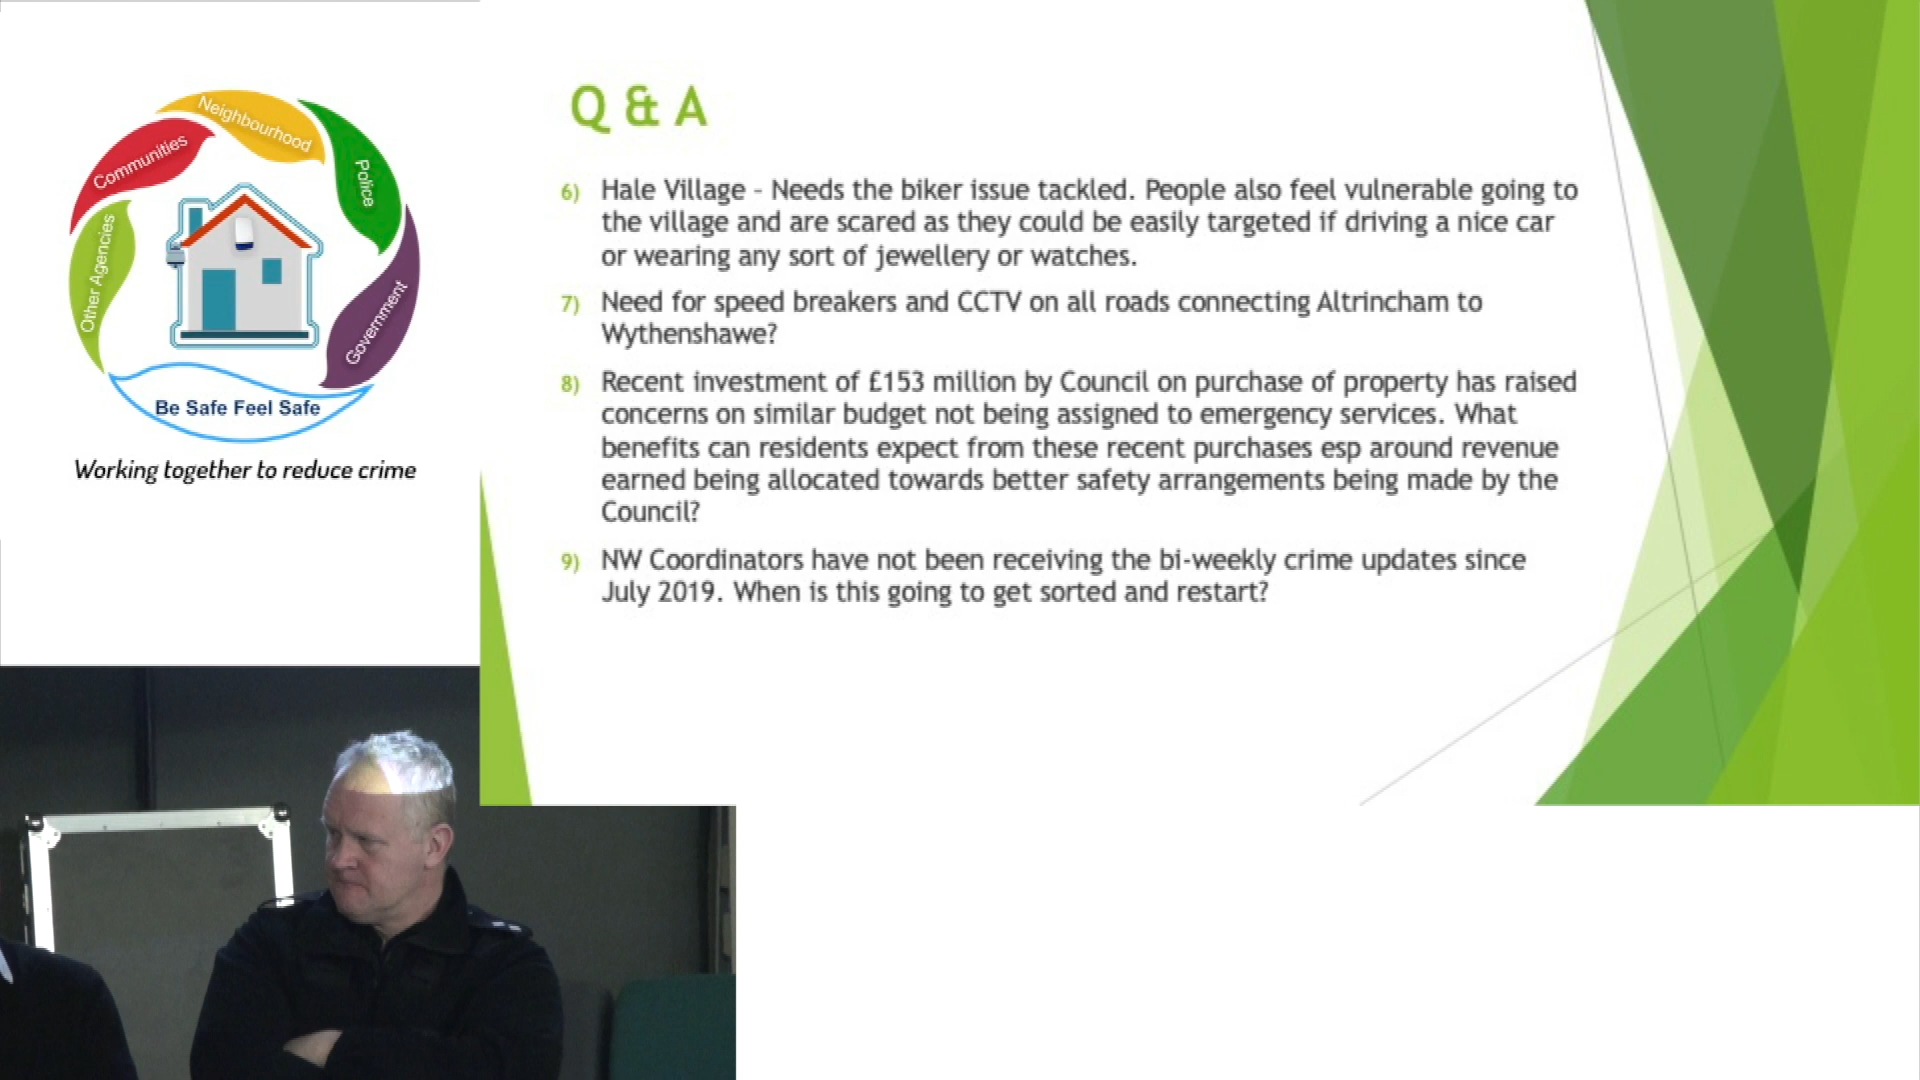 Neighbourhood
Communities
Police
Other Agencies
Government
Be Safe Feel Safe
Working together to reduce crime
Q & A
6) Hale Village - Needs the biker issue tackled. People also feel vulnerable going to
the village and are scared as they could be easily targeted if driving a nice car
or wearing any sort of jewellery or watches.
7) Need for speed breakers and CCTV on all roads connecting Altrincham to
Wythenshawe?
8) Recent investment of £153 million by Council on purchase of property has raised
concerns on similar budget not being assigned to emergency services. What
benefits can residents expect from these recent purchases esp around revenue
earned being allocated towards better safety arrangements being made by the
Council?
9) NW Coordinators have not been receiving the bi-weekly crime updates since
July 2019. When is this going to get sorted and restart?